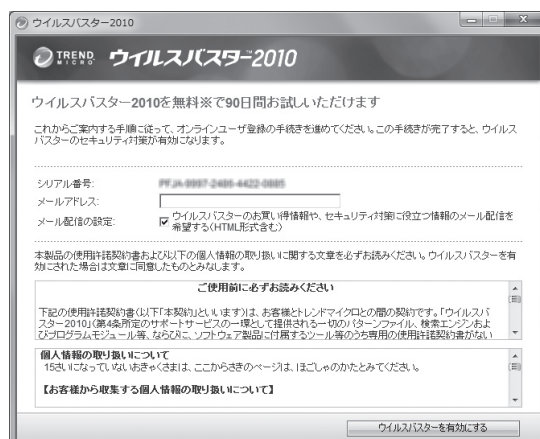 ウイルスバスター2010
TREND MICRO ウイルスバスター™2010
ウイルスバスター2010を無料※で90日間お試しいただけます
これからご案内する手順に従って、オンラインユーザ登録の手続きを進めてください。この手続きが完了すると、ウイルス
バスターのセキュリティ対策が有効になります。
シリアル番号:
メールアドレス:
メール配信の設定:
ウイルスバスターのお買い得情報や、セキュリティ対策に役立つ情報のメール配信を
希望する(HTML形式含む)
本製品の使用許諾契約書および以下の個人情報の取り扱いに関する文章を必ずお読みください。ウイルスバスターを有
効にされた場合は文章に同意したものとみなします。
ご使用前に必ずお読みください
下記の使用許諾契約書(以下「本契約」といいます)は、お客様とトレンドマイクロとの間の契約です。「ウイルスバ
スター2010」(第4条所定のサポートサービスの一環として提供される一切のパターンファイル、検索エンジンおよ
びプログラムモジュール等、ならびに、ソフトウェア製品に付属するツール等のうち専用の使用許諾契約書がない
個人情報の取り扱いについて
15さいになっていないおきゃくさまは、ここからさきのページは、ほごしゃのかたとみてください。
【お客様から収集する個人情報の取り扱いについて】
ウイルスバスターを有効にする